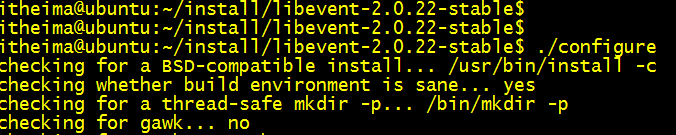 itheima@ubuntu:~/install/libevent-2.0.22-stable$
itheima@ubuntu:~/install/libevent-2.0.22-stable$
itheima@ubuntu:~/install/libevent-2.0.22-stable$ ./configure
checking for a BSD-compatible install... /usr/bin/install -c
checking whether build environment is sane... yes
checking for a thread-safe mkdir -p... /bin/mkdir -p
checking for gawk... no